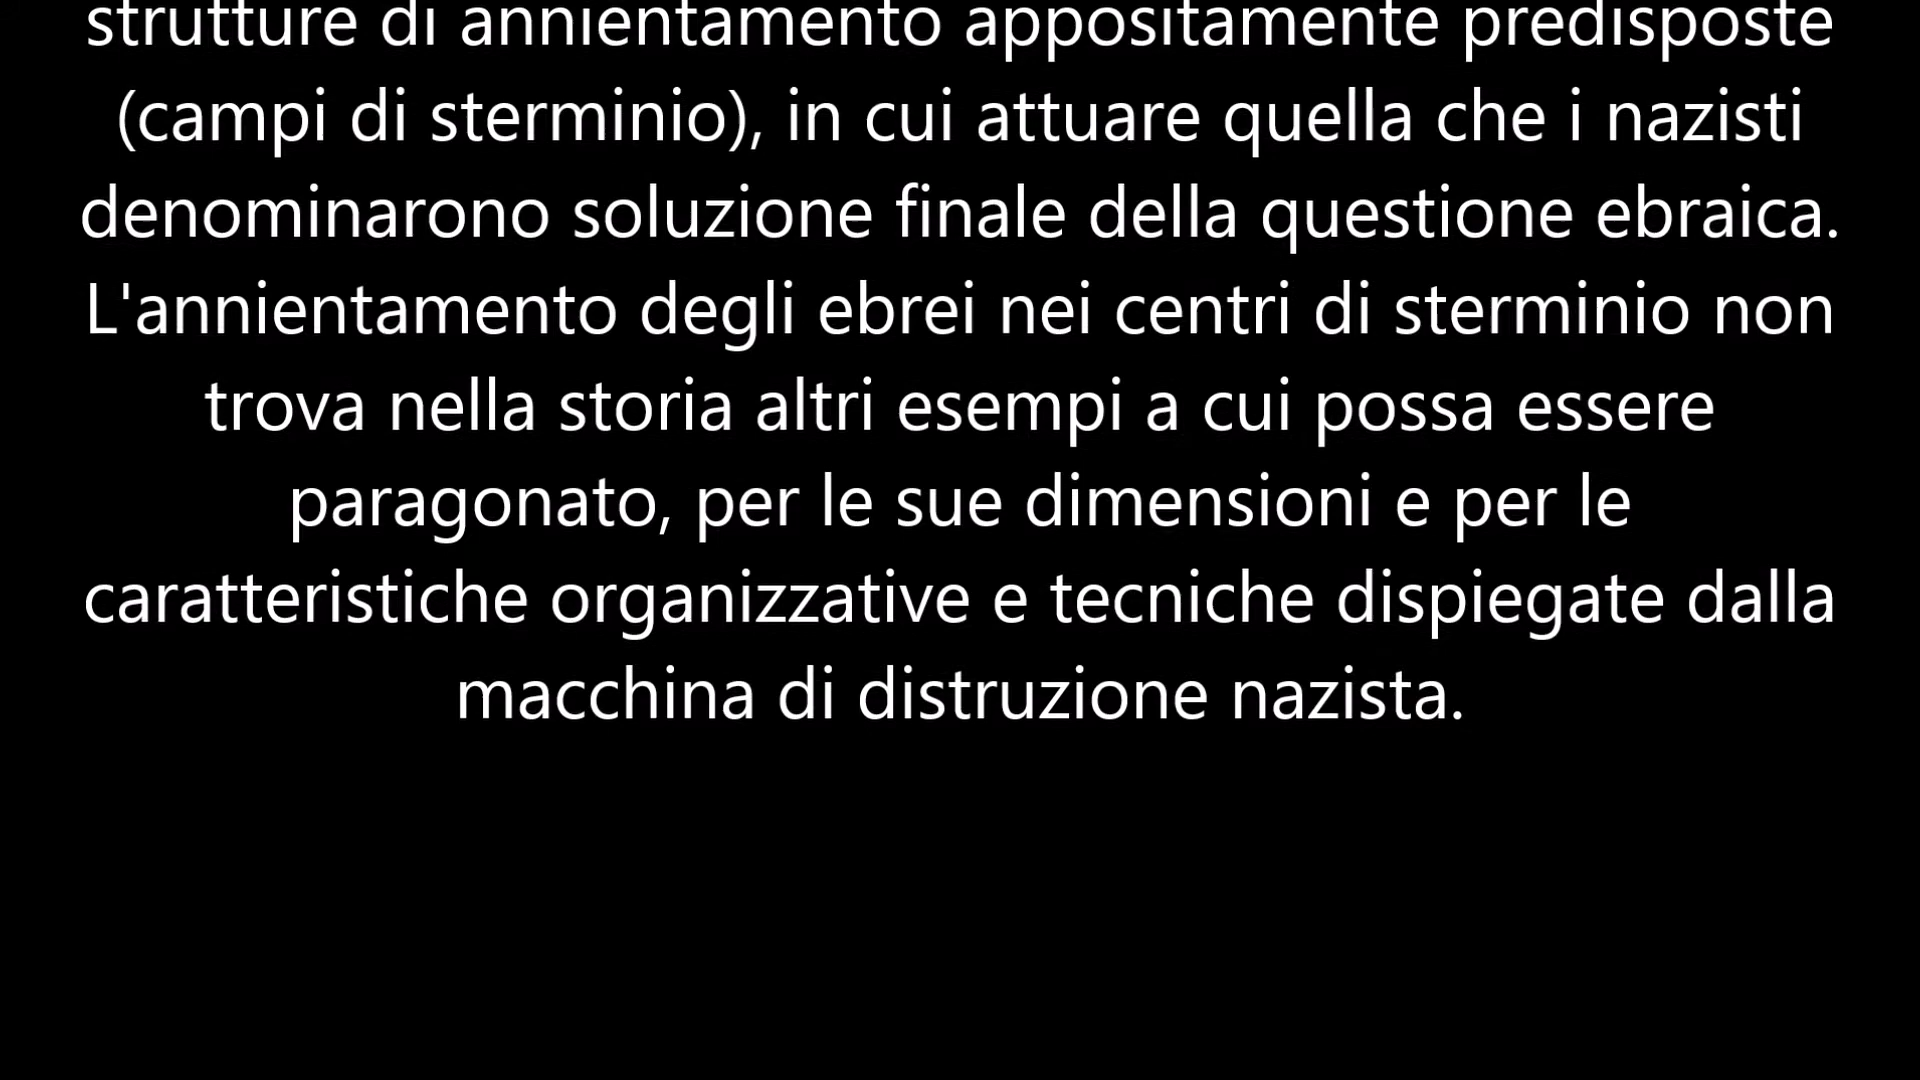 strutture di annientamento appositamente predisposte
(campi di sterminio), in cui attuare quella che i nazisti
denominarono soluzione finale della questione ebraica.
L'annientamento degli ebrei nei centri di sterminio non
trova nella storia altri esempi a cui possa essere
paragonato, per le sue dimensioni e per le
caratteristiche organizzative e tecniche dispiegate dalla
macchina di distruzione nazista.